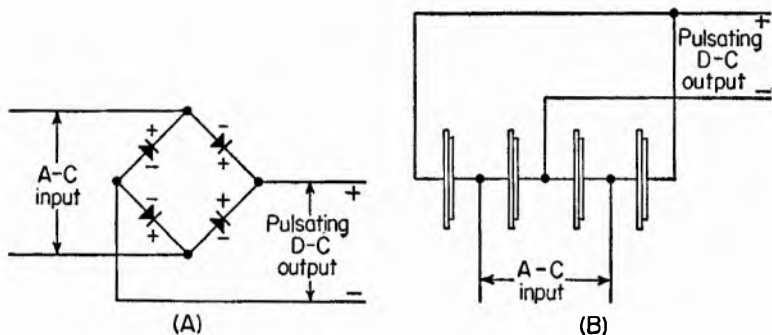 A-C
input
+
-
-
+
-
+
+
-
+
Pulsating
D-C
output
-
(A)
+
Pulsating
D-C
output
-
A-C
input
(B)